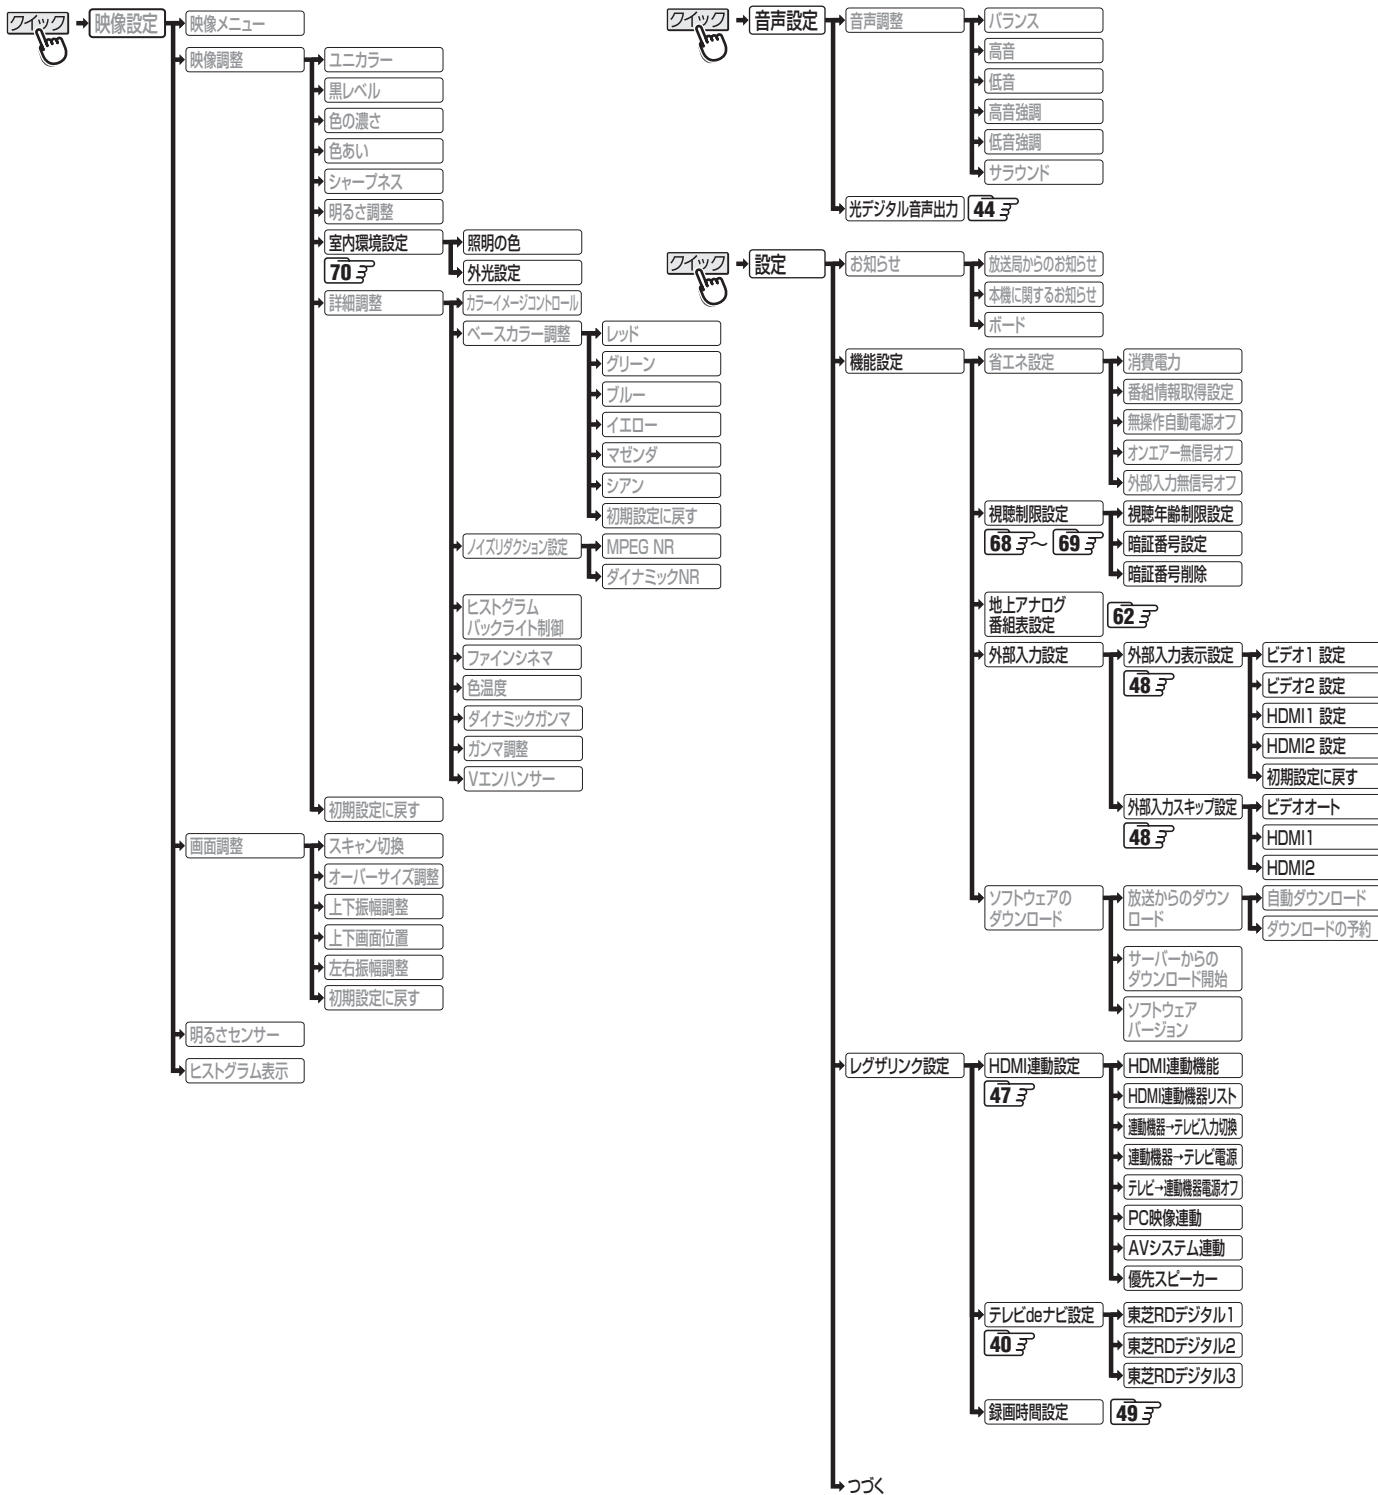 クイック
映像設定
映像メニュー
映像調整
ユニカラー
黒レベル
色の濃さ
色あい
シャープネス
明るさ調整
室内環境設定
70
照明の色
外光設定
詳細調整
カラーイメージコントロール
ベースカラー調整
レッド
グリーン
ブルー
イエロー
マゼンダ
シアン
初期設定に戻す
ノイズリダクション設定
MPEG NR
ダイナミックNR
ヒストグラム
バックライト制御
ファインシネマ
色温度
ダイナミックガンマ
ガンマ調整
Vエンハンサー
初期設定に戻す
画面調整
スキャン切換
オーバーサイズ調整
上下振幅調整
上下画面位置
左右振幅調整
初期設定に戻す
明るさセンサー
ヒストグラム表示
クイック
音声設定
音声調整
バランス
高音
低音
高音強調
低音強調
サラウンド
光デジタル音声出力
44
クイック
設定
お知らせ
放送局からのお知らせ
本機に関するお知らせ
ボード
機能設定
省エネ設定
消費電力
番組情報取得設定
無操作自動電源オフ
オンエアー無信号オフ
外部入力無信号オフ
視聴制限設定
68 ~ 69
視聴年齢制限設定
暗証番号設定
暗証番号削除
地上アナログ
番組表設定
62
外部入力設定
外部入力表示設定
48
ビデオ1 設定
ビデオ2 設定
HDMI1 設定
HDMI2 設定
初期設定に戻す
外部入力スキップ設定
48
ビデオオート
HDMI1
HDMI2
ソフトウェアの
ダウンロード
放送からのダウン
ロード
自動ダウンロード
ダウンロードの予約
サーバーからの
ダウンロード開始
ソフトウェア
バージョン
レグザリンク設定
HDMI連動設定
47
HDMI連動機能
HDMI連動機器リスト
連動機器→テレビ入力切換
連動機器→テレビ電源
テレビ→連動機器電源オフ
PC映像連動
AVシステム連動
優先スピーカー
テレビdeナビ設定
40
東芝RDデジタル1
東芝RDデジタル2
東芝RDデジタル3
録画時間設定
49
つづく